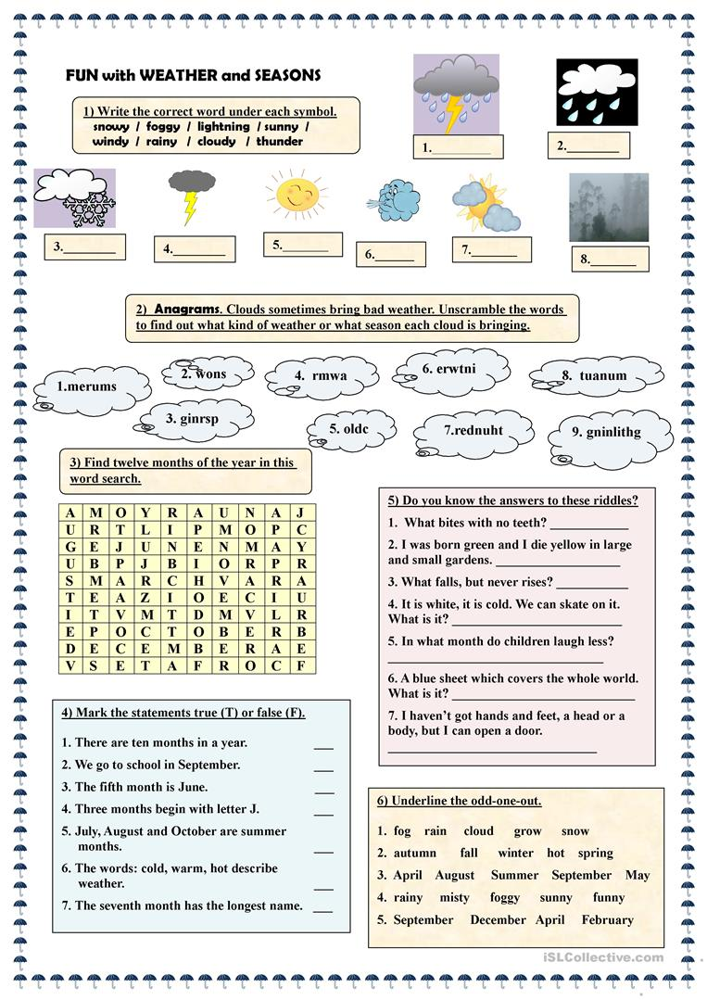 FUN with WEATHER and SEASONS
1) Write the correct word under each symbol.
snowy / foggy / lightning / sunny /
windy / rainy / cloudy / thunder
1.__________
2.________
3.________
4.________
5.________
6.______
7.________
8._______
2) Anagrams. Clouds sometimes bring bad weather. Unscramble the words
to find out what kind of weather or what season each cloud is bringing.
1.merums
2. wons
4. rmwa
6. erwtni
8. tuanum
3. ginrsp
5. oldc
7.rednuht
9. gninlithg
3) Find twelve months of the year in this
word search.
A M O Y R A U N A J
U R T L I P M O P C
G E J U N E N M A Y
U B P J B I O R P R
S M A R C H V A R A
T E A Z I O E C I U
I T V M T D M V L R
E P O C T O B E R B
D E C E M B E R A E
V S E T A F R O C F
4) Mark the statements true (T) or false (F).
1. There are ten months in a year. ___
2. We go to school in September. ___
3. The fifth month is June. ___
4. Three months begin with letter J. ___
5. July, August and October are summer
months. ___
6. The words: cold, warm, hot describe
weather. ___
7. The seventh month has the longest name. ___
5) Do you know the answers to these riddles?
1. What bites with no teeth? ____________
2. I was born green and I die yellow in large
and small gardens. ___________________
3. What falls, but never rises? ___________
4. It is white, it is cold. We can skate on it.
What is it? ____________________________
5. In what month do children laugh less?
_________________________________
6. A blue sheet which covers the whole world.
What is it? ____________________________
7. I haven’t got hands and feet, a head or a
body, but I can open a door.
________________________________
6) Underline the odd-one-out.
1. fog rain cloud grow snow
2. autumn fall winter hot spring
3. April August Summer September May
4. rainy misty foggy sunny funny
5. September December April February
iSLCollective.com